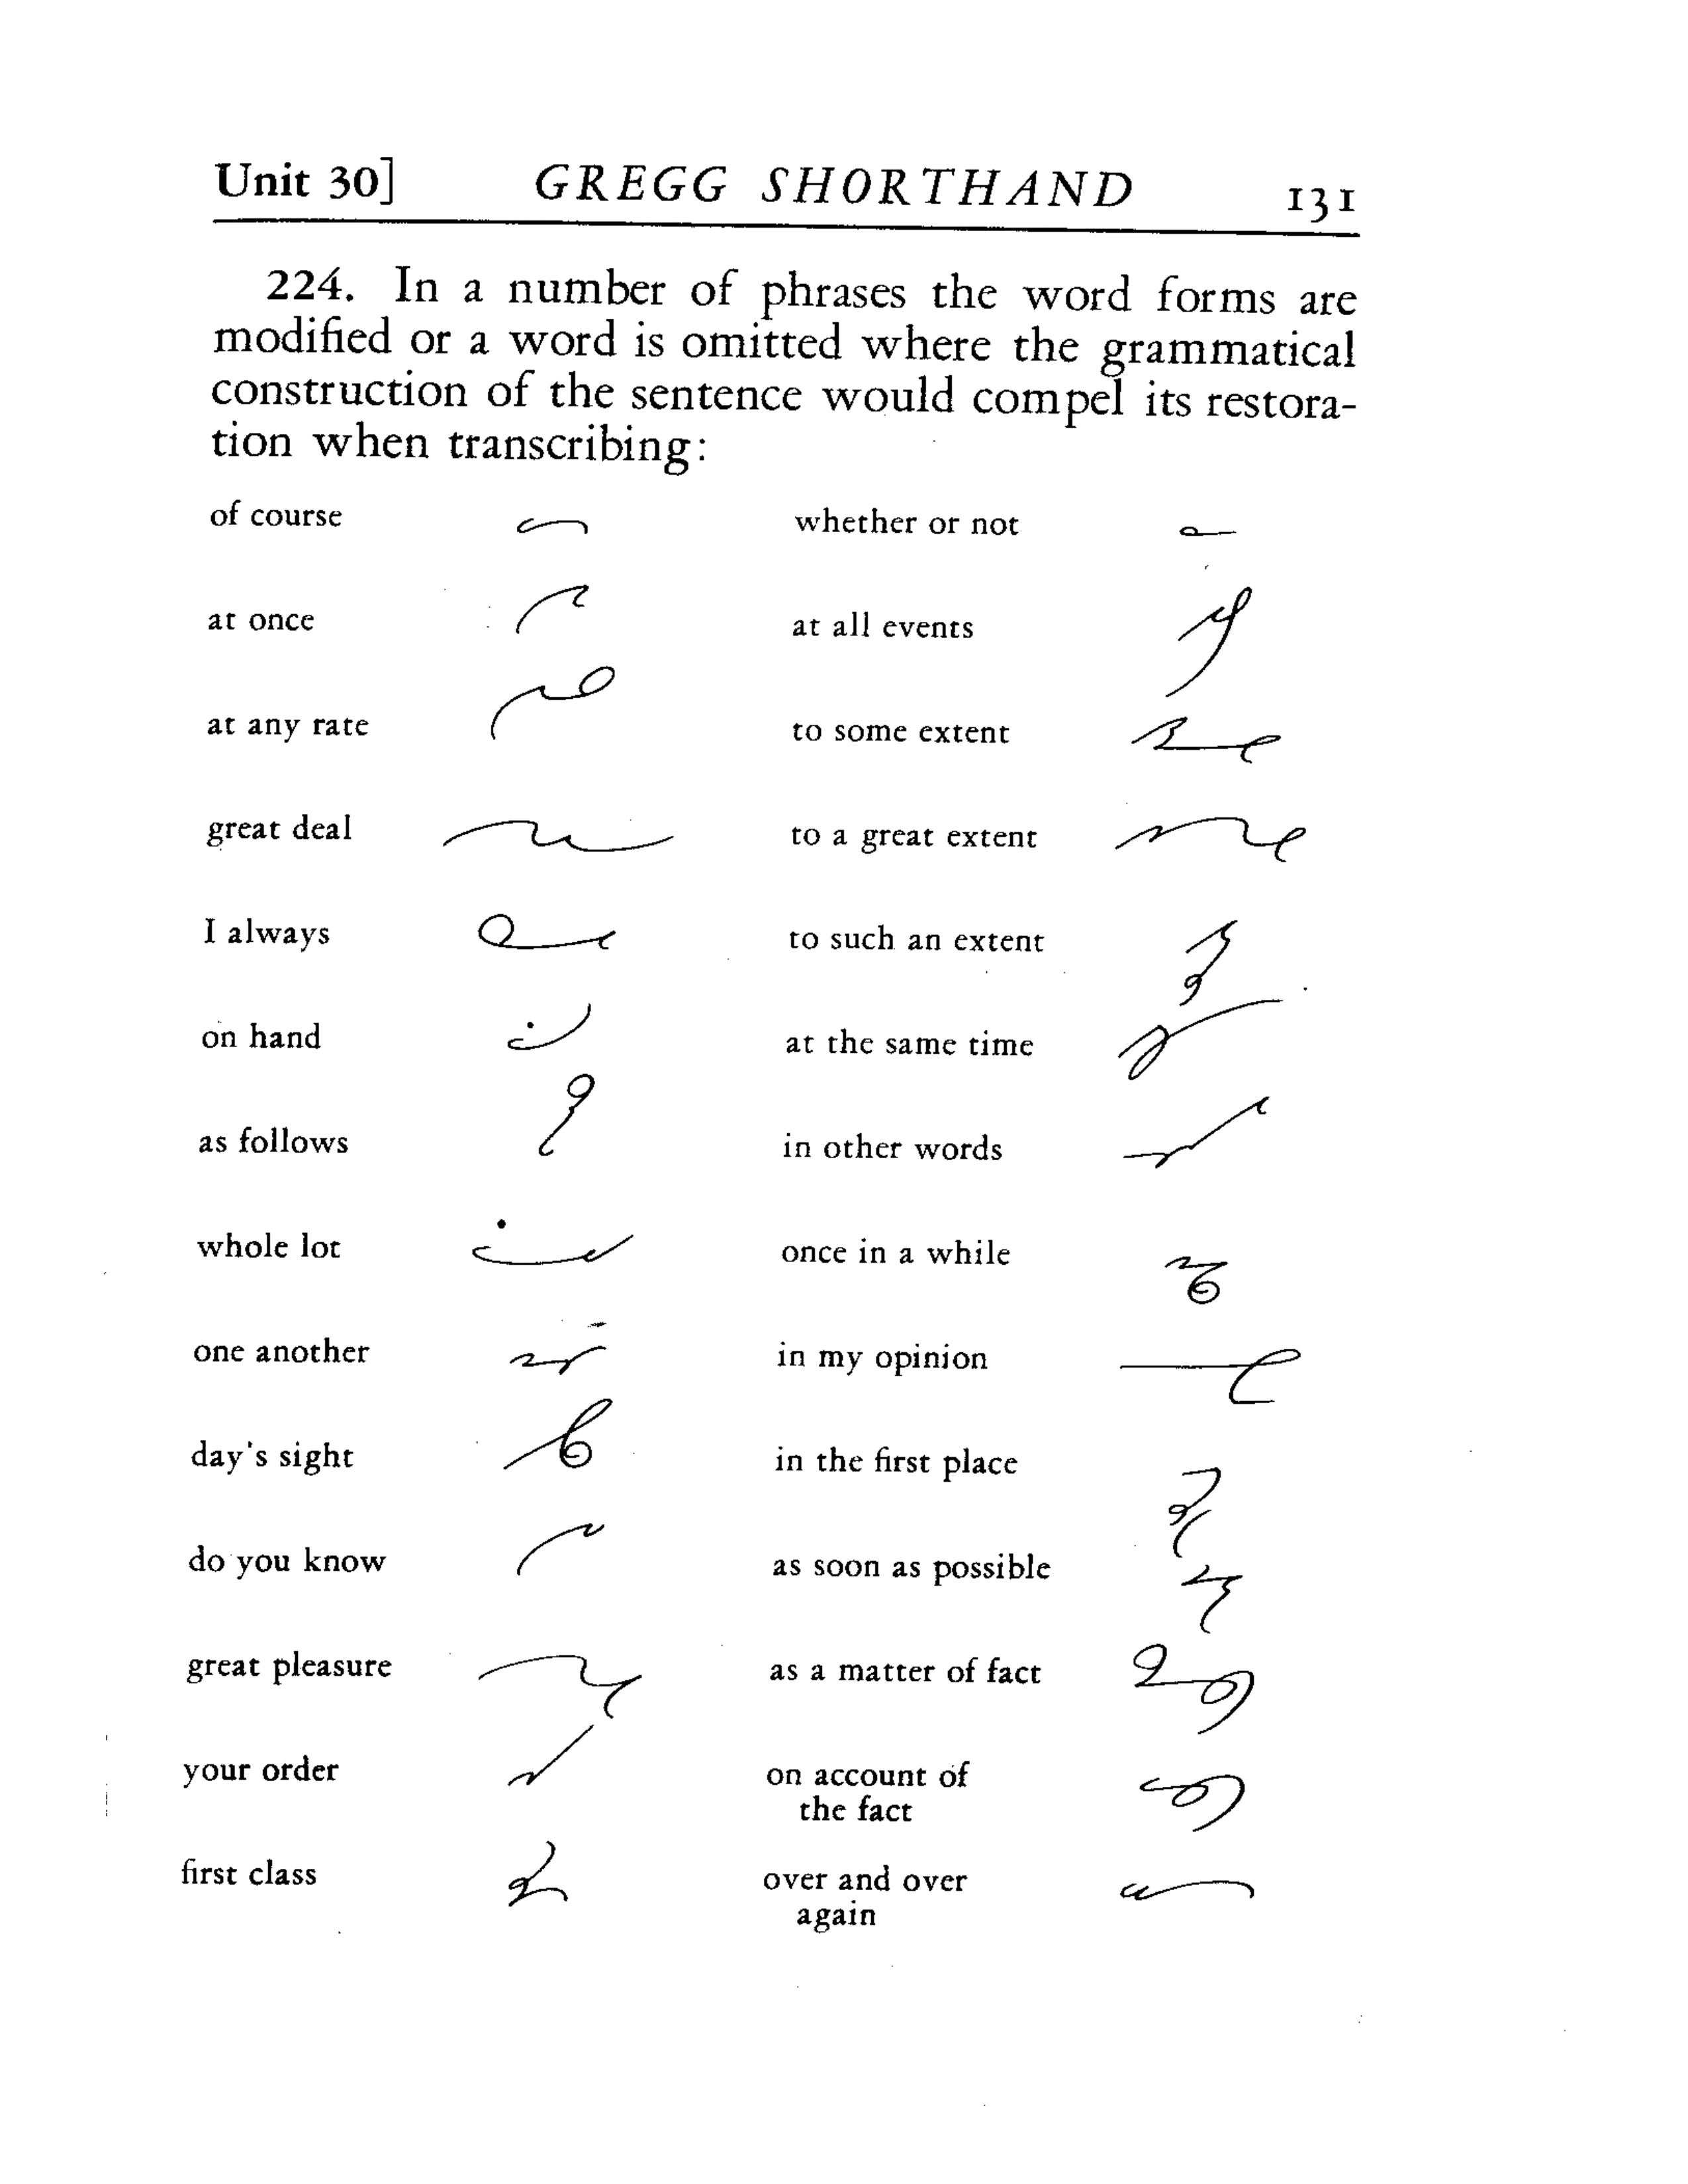 Unit 30] GREGG SHORTHAND 131
224. In a number of phrases the word forms are
modified or a word is omitted where the grammatical
construction of the sentence would compel its restora-
tion when transcribing:
of course
at once
at any rate
great deal
I always
on hand
as follows
whole lot
one another
day's sight
do you know
great pleasure
your order
first class
whether or not
at all events
to some extent
to a great extent
to such an extent
at the same time
in other words
once in a while
in my opinion
in the first place
as soon as possible
as a matter of fact
on account of
the fact
over and over
again